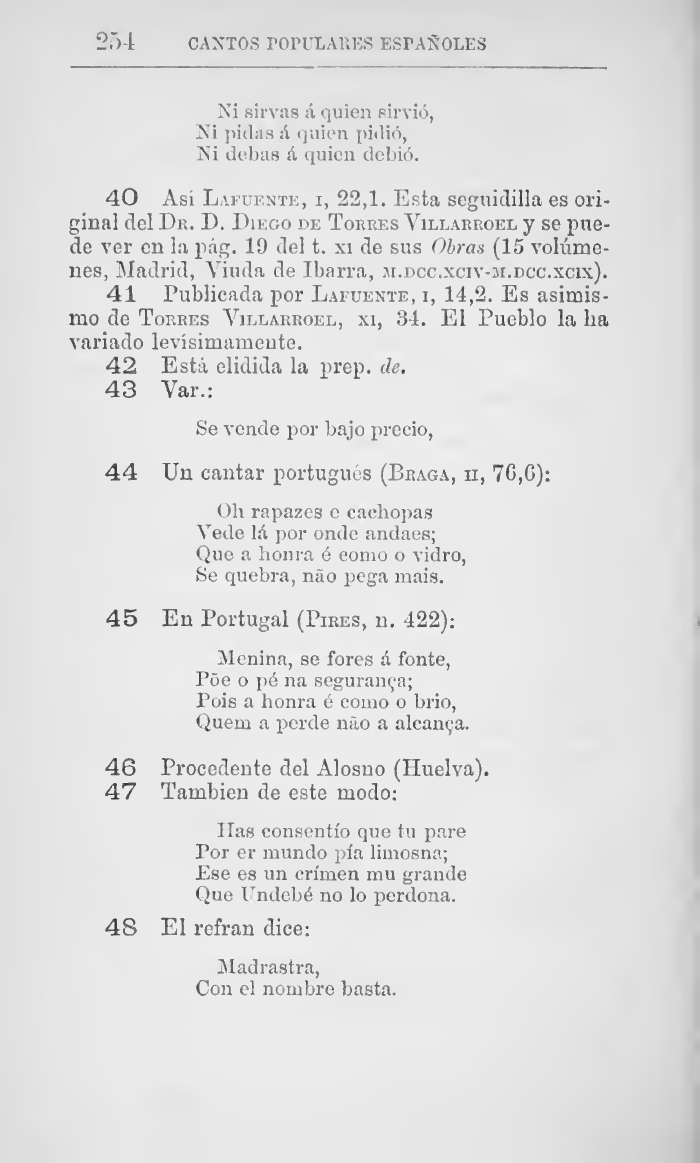 254 CANTOS POPULARES ESPAÑOLES
Ni sirvas á quien sirvió,
Ni pidas á quien pidió,
Ni debas á quien debió.
40 Así LAFUENTE, I, 22,1. Esta seguidilla es ori-
ginal del DR. D. DIEGO DE TORRES VILLARROEL y se pue-
de ver en la pág. 19 del t. XI de sus Obras (15 volúme-
nes, Madrid, Viuda de Ibarra, M.DCC.XCIV-M.DCC.XCIX).
41 Publicada por LAFUENTE, I, 14,2. Es asimis-
mo de TORRES VILLARROEL, XI, 34. El Pueblo la ha
variado levísimamente.
42 Está elidida la prep. de.
43 Var.:
Se vende por bajo precio,
44 Un cantar portugués (BRAGA, II, 76,6):
Oh rapazes e cachopas
Vede lá por onde andaes;
Que a honra é como o vidro,
Se quebra, não pega mais.
45 En Portugal (PIRES, n. 422):
Menina, se fores á fonte,
Põe o pé na segurança;
Pois a honra é como o brio,
Quem a perde não a alcança.
46 Procedente del Alosno (Huelva).
47 Tambien de este modo:
Has consentío que tu pare
Por er mundo pía limosna;
Ese es un crímen mu grande
Que Undebé no lo perdona.
48 El refran dice:
Madrastra,
Con el nombre basta.